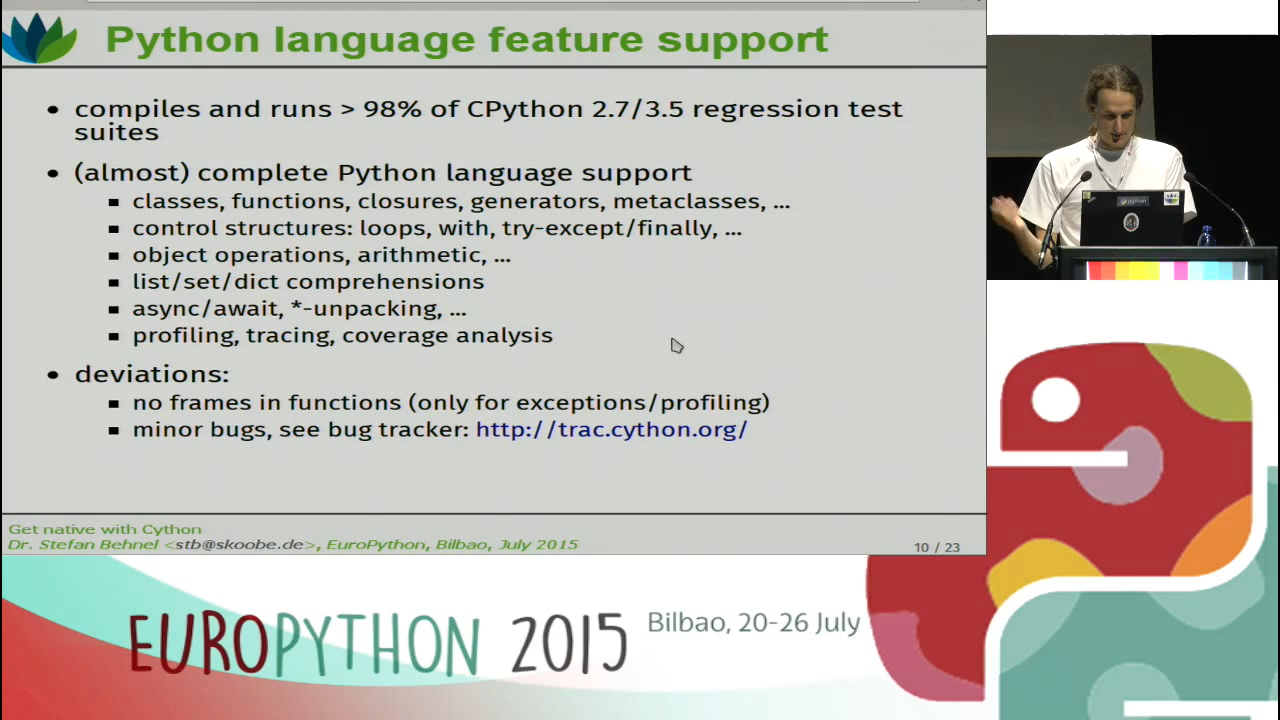 Python language feature support
• compiles and runs > 98% of CPython 2.7/3.5 regression test
suites
• (almost) complete Python language support
▪ classes, functions, closures, generators, metaclasses, ...
▪ control structures: loops, with, try-except/finally, ...
▪ object operations, arithmetic, ...
▪ list/set/dict comprehensions
▪ async/await, *-unpacking, ...
▪ profiling, tracing, coverage analysis
• deviations:
▪ no frames in functions (only for exceptions/profiling)
▪ minor bugs, see bug tracker: http://trac.cython.org/
Get native with Cython
Dr. Stefan Behnel <stb@skoobe.de>, EuroPython, Bilbao, July 2015
10 / 23
python
EUROPYTHON 2015
Bilbao, 20-26 July